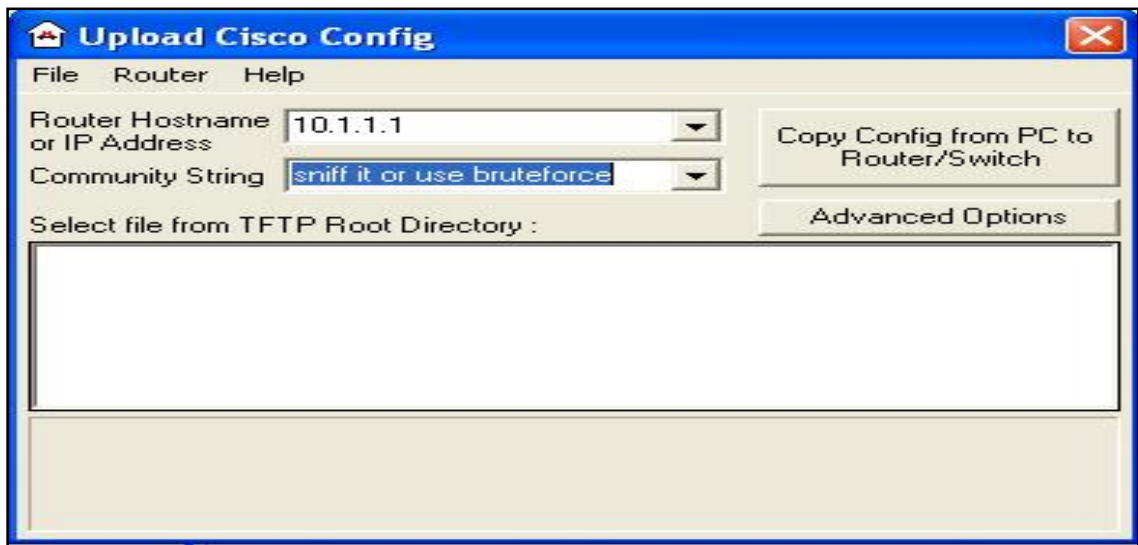 Upload Cisco Config
File Router Help
Router Hostname
or IP Address
10.1.1.1
Copy Config from PC to
Router/Switch
Community String
sniff it or use bruteforce
Advanced Options
Select file from TFTP Root Directory :